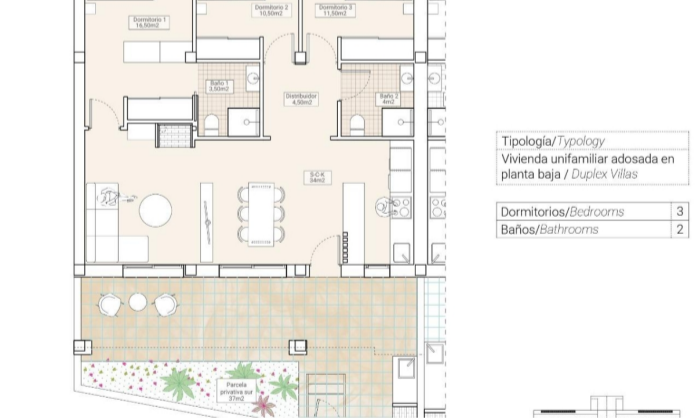 Dormitorio 1
16,50m2
Dormitorio 2
10,50m2
Dormitorio 3
11,50m2
Baño 1
3,50m2
Distribuidor
4,50m2
Baño 2
4m2
S-C-K
34m2
Parcela
privativa sur
37m2
Tipología/Typology
Vivienda unifamiliar adosada en
planta baja / Duplex Villas
Dormitorios/Bedrooms 3
Baños/Bathrooms 2